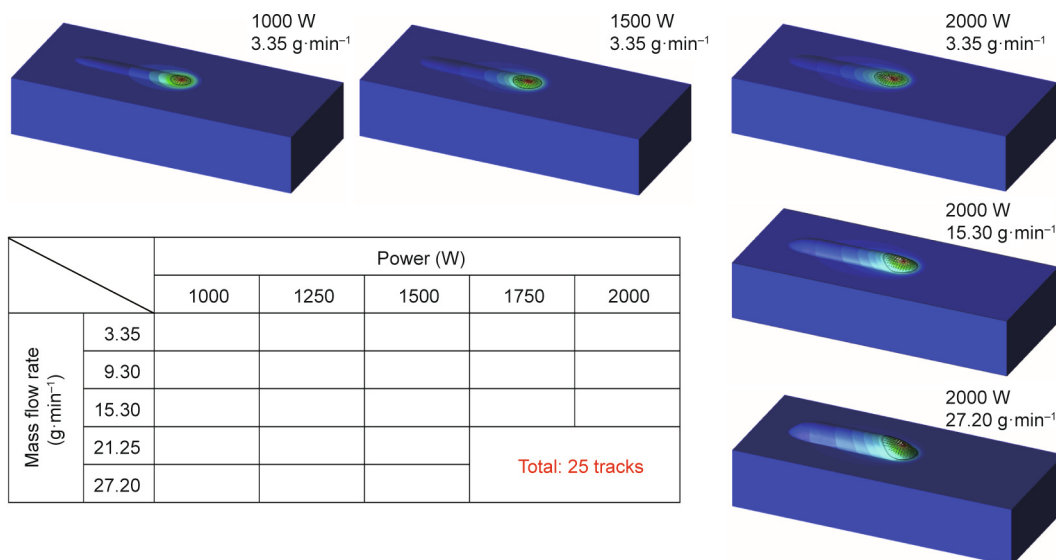 1000 W
3.35 g·min⁻¹
1500 W
3.35 g·min⁻¹
2000 W
3.35 g·min⁻¹
2000 W
15.30 g·min⁻¹
2000 W
27.20 g·min⁻¹
Power (W)
1000 1250 1500 1750 2000
Mass flow rate
(g·min⁻¹)
3.35
9.30
15.30
21.25
27.20
Total: 25 tracks